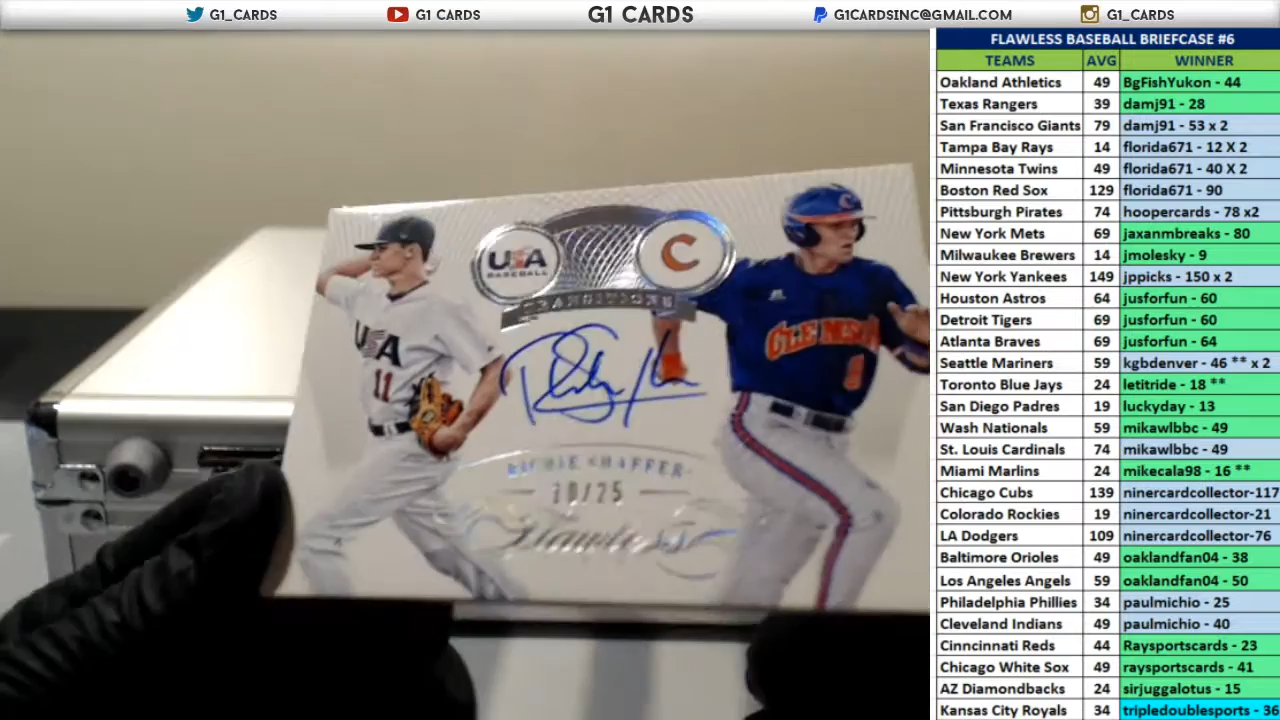 G1_CARDS
G1 CARDS
G1 CARDS
G1CARDSINC@GMAIL.COM
G1_CARDS
FLAWLESS BASEBALL BRIEFCASE #6
TEAMS AVG WINNER
Oakland Athletics 49 BgFishYukon - 44
Texas Rangers 39 damj91 - 28
San Francisco Giants 79 damj91 - 53 x 2
Tampa Bay Rays 14 florida671 - 12 X 2
Minnesota Twins 49 florida671 - 40 X 2
Boston Red Sox 129 florida671 - 90
Pittsburgh Pirates 74 hoopercards - 78 x2
New York Mets 69 jaxanmbreaks - 80
Milwaukee Brewers 14 jmolesky - 9
New York Yankees 149 jppicks - 150 x 2
Houston Astros 64 jusforfun - 60
Detroit Tigers 69 jusforfun - 60
Atlanta Braves 69 jusforfun - 64
Seattle Mariners 59 kgbdenver - 46 ** x 2
Toronto Blue Jays 24 letitride - 18 **
San Diego Padres 19 luckyday - 13
Wash Nationals 59 mikawlbbc - 49
St. Louis Cardinals 74 mikawlbbc - 49
Miami Marlins 24 mikecala98 - 16 **
Chicago Cubs 139 ninercardcollector-117
Colorado Rockies 19 ninercardcollector-21
LA Dodgers 109 ninercardcollector-76
Baltimore Orioles 49 oaklandfan04 - 38
Los Angeles Angels 59 oaklandfan04 - 50
Philadelphia Phillies 34 paulmichio - 25
Cleveland Indians 49 paulmichio - 40
Cinncinnati Reds 44 Raysportscards - 23
Chicago White Sox 49 raysportscards - 41
AZ Diamondbacks 24 sirjuggalotus - 15
Kansas City Royals 34 tripledoublesports - 36
USA
BASEBALL
C
TRANSITIONS
USA
11
CLEMSON
8
C
RICHIE SHAFFER
/25
Flawless